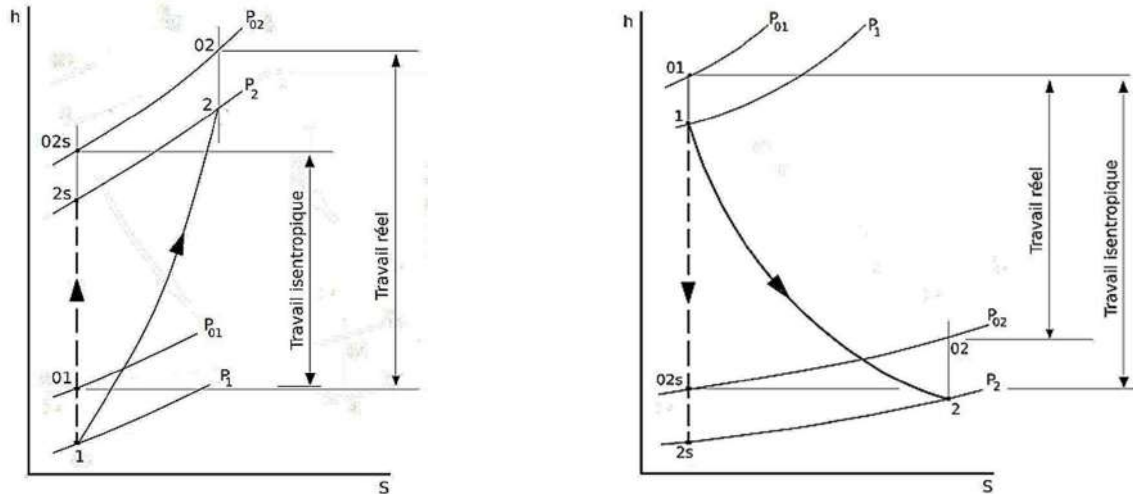 h
P02
02
P2
2
02s
2s
Travail isentropique
Travail réel
P01
01
P1
1
S
h
P01
P1
01
1
Travail réel
Travail isentropique
P02
02
02s
P2
2
2s
S